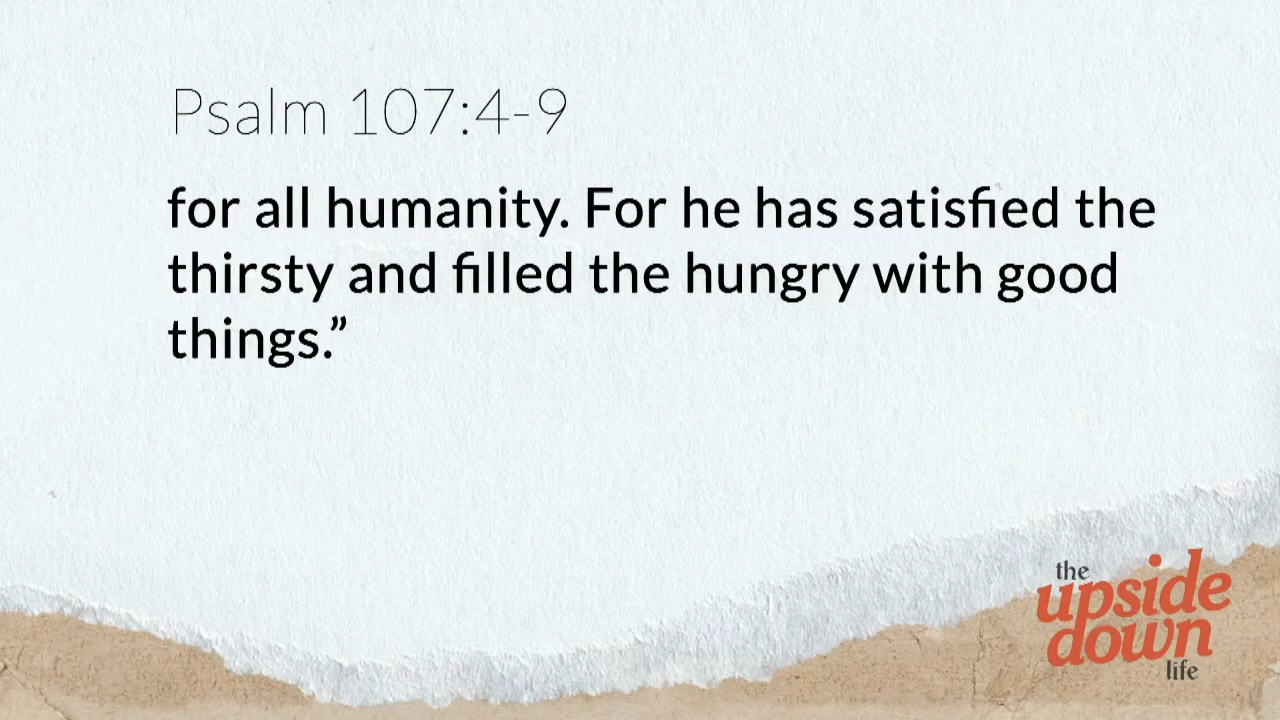 Psalm 107:4-9
for all humanity. For he has satisfied the
thirsty and filled the hungry with good
things.”
the
upside
down
life